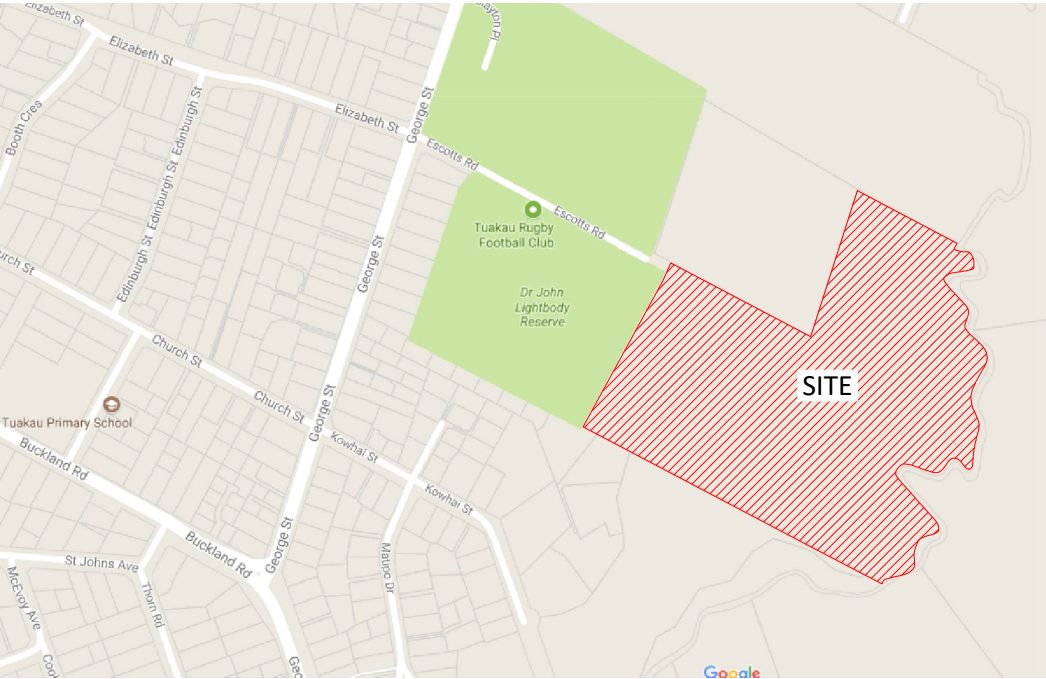 Elizabeth St
Elizabeth St
Elizabeth St
Booth Cres
Edinburgh St
Edinburgh St
Edinburgh St
George St
George St
George St
George St
Escotts Rd
Escotts Rd
Tuakau Rugby
Football Club
Dr John
Lightbody
Reserve
SITE
Church St
Church St
Kowhai St
Kowhai St
Tuakau Primary School
Buckland Rd
Buckland Rd
St Johns Ave
McEvoy Ave
Thorn Rd
Matipo Dr
Google